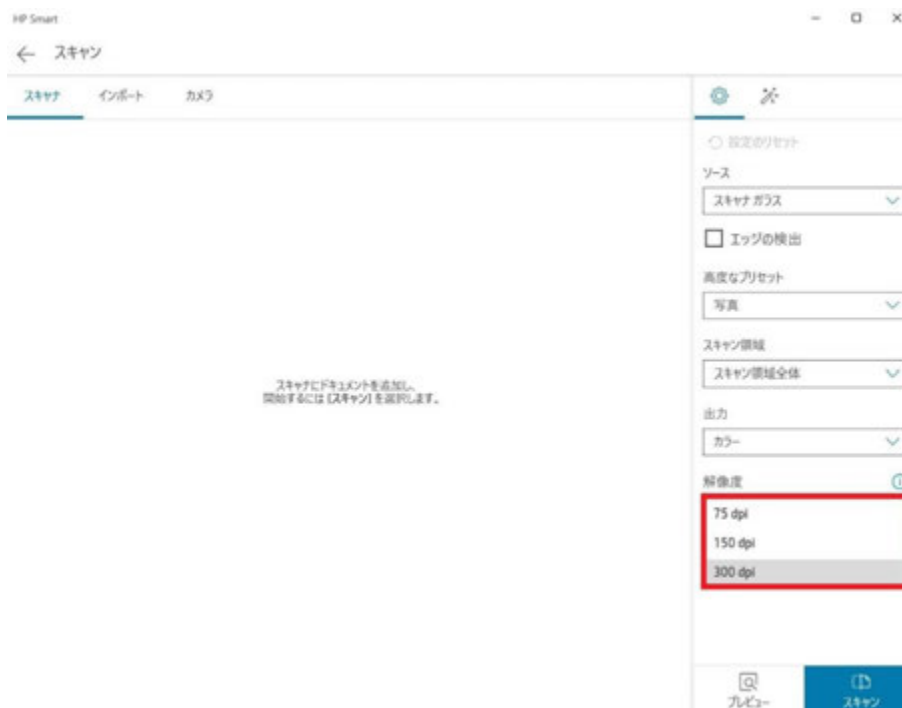 HP Smart
スキャン
スキャナ インポート カメラ
設定のリセット
ソース
スキャナ ガラス
エッジの検出
高度なプリセット
写真
スキャン領域
スキャン領域全体
スキャナにドキュメントを追加し、
開始するには [スキャン] を選択します。
出力
カラー
解像度
75 dpi
150 dpi
300 dpi
プレビュー
スキャン